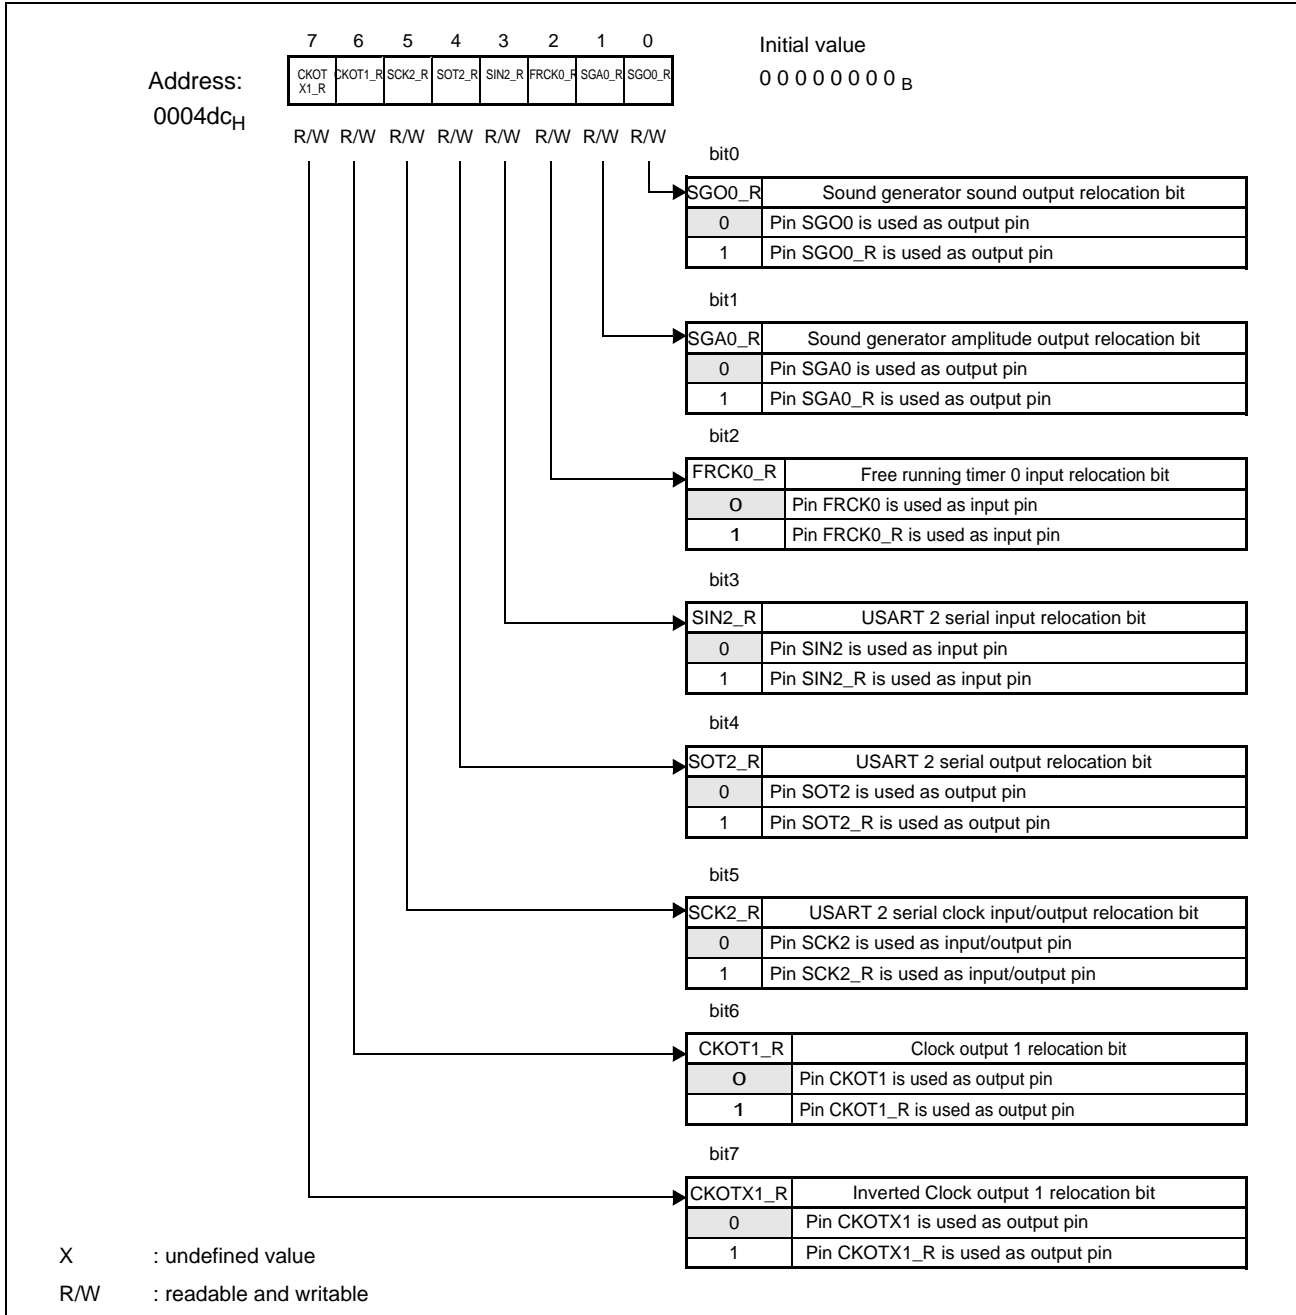 7 6 5 4 3 2 1 0
Initial value
Address:
CKOT X1_R CKOT1_R SCK2_R SOT2_R SIN2_R FRCK0_R SGA0_R SGO0_R
0 0 0 0 0 0 0 0 B
0004dcH
R/W R/W R/W R/W R/W R/W R/W R/W
bit0
SGO0_R Sound generator sound output relocation bit
0 Pin SGO0 is used as output pin
1 Pin SGO0_R is used as output pin
bit1
SGA0_R Sound generator amplitude output relocation bit
0 Pin SGA0 is used as output pin
1 Pin SGA0_R is used as output pin
bit2
FRCK0_R Free running timer 0 input relocation bit
0 Pin FRCK0 is used as input pin
1 Pin FRCK0_R is used as input pin
bit3
SIN2_R USART 2 serial input relocation bit
0 Pin SIN2 is used as input pin
1 Pin SIN2_R is used as input pin
bit4
SOT2_R USART 2 serial output relocation bit
0 Pin SOT2 is used as output pin
1 Pin SOT2_R is used as output pin
bit5
SCK2_R USART 2 serial clock input/output relocation bit
0 Pin SCK2 is used as input/output pin
1 Pin SCK2_R is used as input/output pin
bit6
CKOT1_R Clock output 1 relocation bit
0 Pin CKOT1 is used as output pin
1 Pin CKOT1_R is used as output pin
bit7
CKOTX1_R Inverted Clock output 1 relocation bit
0 Pin CKOTX1 is used as output pin
1 Pin CKOTX1_R is used as output pin
X : undefined value
R/W : readable and writable